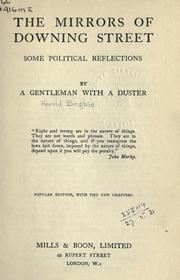 THE MIRRORS OF
DOWNING STREET
SOME POLITICAL REFLECTIONS
BY
A GENTLEMAN WITH A DUSTER
Harold Begbie
"Right and wrong are in the nature of things.
They are not words and phrases. They are
in the nature of things, and if you transgress the
laws laid down, imposed by the nature of things,
depend upon it you will pay the penalty."
John Morley.
POPULAR EDITION, WITH TWO NEW CHAPTERS
MILLS & BOON, LIMITED
49 RUPERT STREET
LONDON, W.1